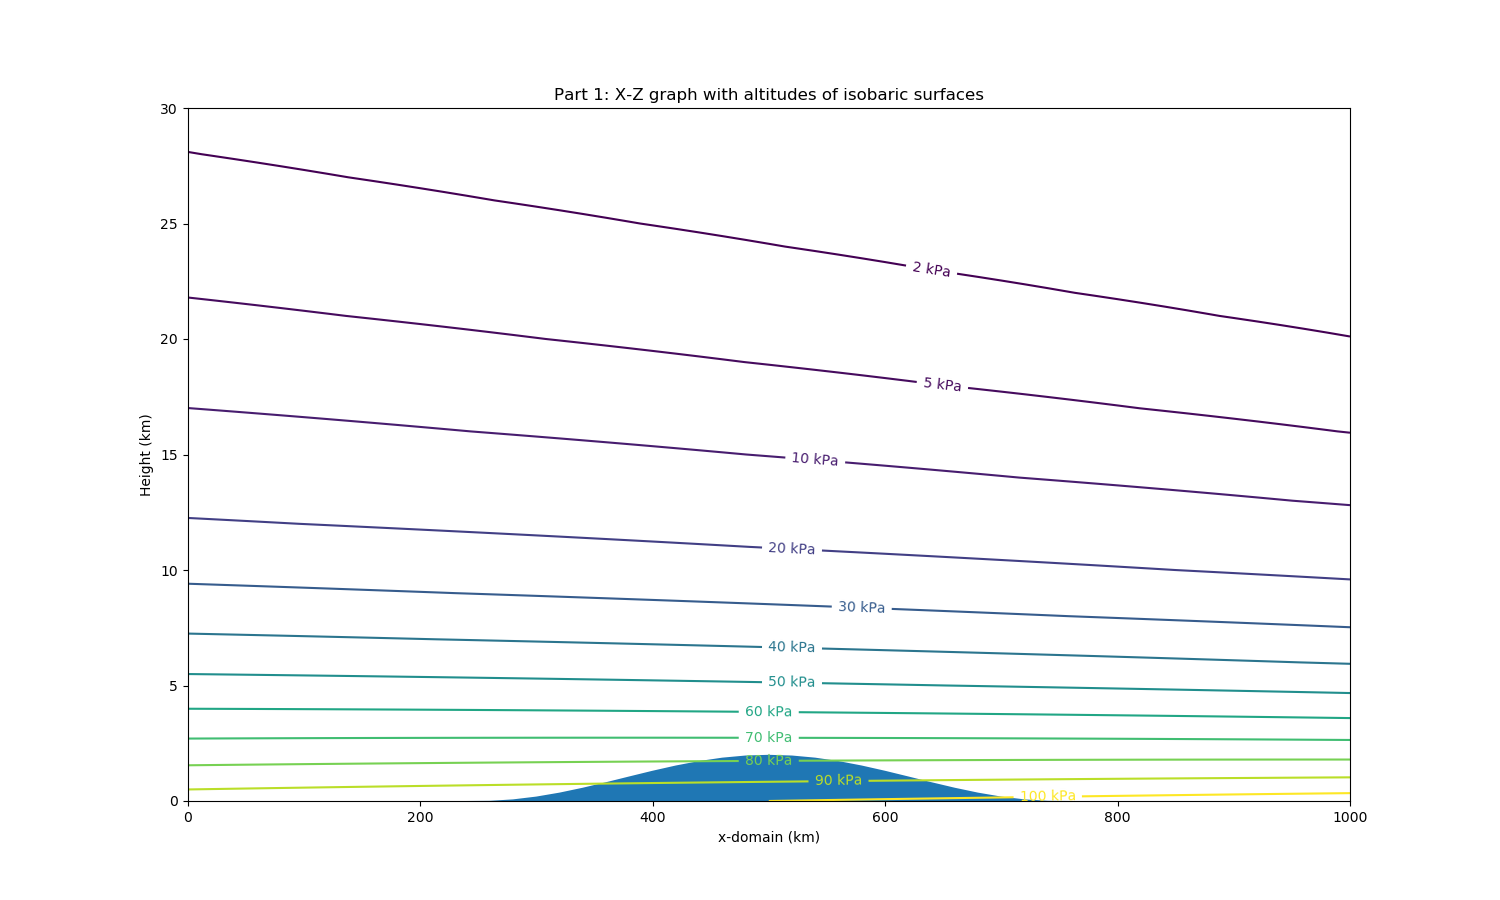 Part 1: X-Z graph with altitudes of isobaric surfaces
30
25
20
15
10
5
0
Height (km)
2 kPa
5 kPa
10 kPa
20 kPa
30 kPa
40 kPa
50 kPa
60 kPa
70 kPa
80 kPa
90 kPa
100 kPa
0 200 400 600 800 1000
x-domain (km)